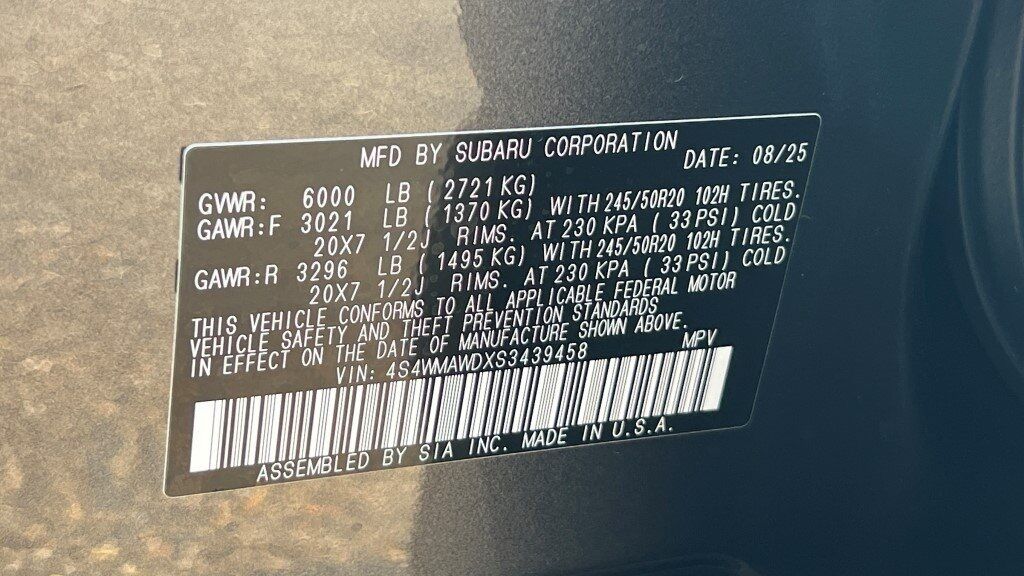 MFD BY SUBARU CORPORATION DATE: 08/25
GVWR: 6000 LB (2721 KG)
GAWR:F 3021 LB (1370 KG) WITH 245/50R20 102H TIRES.
20X7 1/2J RIMS. AT 230 KPA (33 PSI) COLD
GAWR:R 3296 LB (1495 KG) WITH 245/50R20 102H TIRES.
20X7 1/2J RIMS. AT 230 KPA (33 PSI) COLD
THIS VEHICLE CONFORMS TO ALL APPLICABLE FEDERAL MOTOR
VEHICLE SAFETY AND THEFT PREVENTION STANDARDS
IN EFFECT ON THE DATE OF MANUFACTURE SHOWN ABOVE.
VIN: 4S4WMAWDXS3439458 MPV
ASSEMBLED BY SIA INC. MADE IN U.S.A.